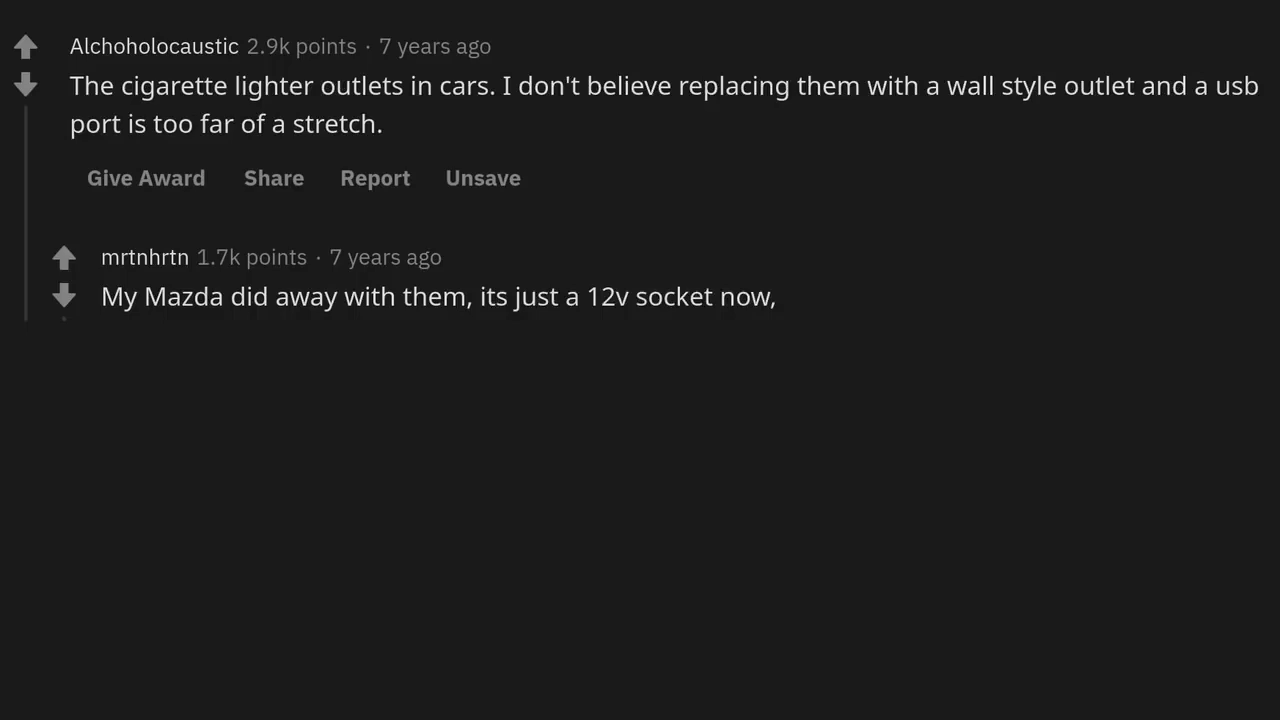 Alchoholocaustic 2.9k points · 7 years ago
The cigarette lighter outlets in cars. I don't believe replacing them with a wall style outlet and a usb
port is too far of a stretch.
Give Award Share Report Unsave
mrtnhrtn 1.7k points · 7 years ago
My Mazda did away with them, its just a 12v socket now,